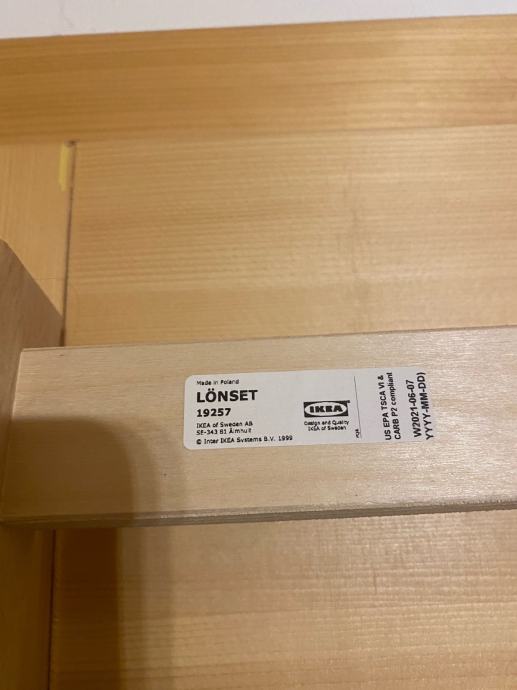 Made in Poland
LÖNSET
19257
IKEA of Sweden AB
SE-343 81 Älmhult
© Inter IKEA Systems B.V. 1999
IKEA
Design and Quality
IKEA of Sweden
PQA
US EPA TSCA VI &
CARB P2 compliant
W2021-06-07
YYYY-MM-DD)